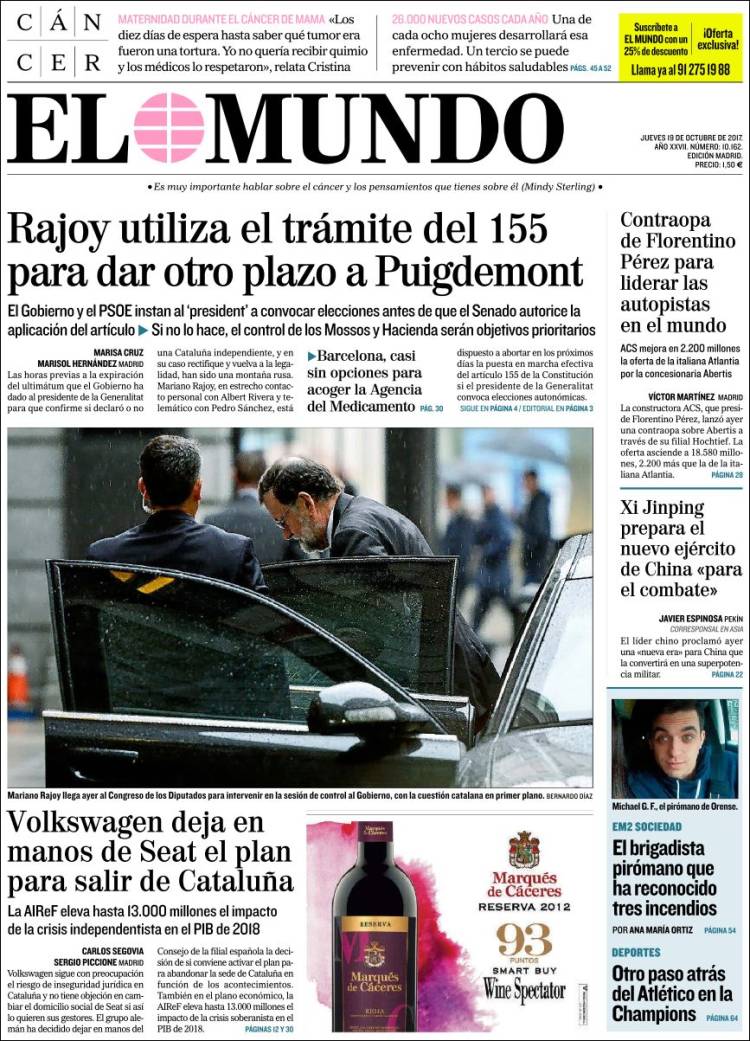 CÁN
CER
MATERNIDAD DURANTE EL CÁNCER DE MAMA «Los
diez días de espera hasta saber qué tumor era
fueron una tortura. Yo no quería recibir quimio
y los médicos lo respetaron», relata Cristina
26.000 NUEVOS CASOS CADA AÑO Una de
cada ocho mujeres desarrollará esa
enfermedad. Un tercio se puede
prevenir con hábitos saludables PÁGS. 45 A 52
Suscríbete a
EL MUNDO con un
25% de descuento
¡Oferta
exclusiva!
Llama ya al 91 275 19 88
EL MUNDO
JUEVES 19 DE OCTUBRE DE 2017.
AÑO XXVII. NÚMERO: 10.162.
EDICIÓN MADRID.
PRECIO: 1,50 €
• Es muy importante hablar sobre el cáncer y los pensamientos que tienes sobre él (Mindy Sterling) •
Rajoy utiliza el trámite del 155
para dar otro plazo a Puigdemont
El Gobierno y el PSOE instan al ‘president’ a convocar elecciones antes de que el Senado autorice la
aplicación del artículo ▶ Si no lo hace, el control de los Mossos y Hacienda serán objetivos prioritarios
MARISA CRUZ
MARISOL HERNÁNDEZ MADRID
Las horas previas a la expiración
del ultimátum que el Gobierno ha
dado al presidente de la Generalitat
para que confirme si declaró o no
una Cataluña independiente, y en
su caso rectifique y vuelva a la legalidad, han sido una montaña rusa.
Mariano Rajoy, en estrecho contacto
personal con Albert Rivera y telemático con Pedro Sánchez, está
▶Barcelona, casi
sin opciones para
acoger la Agencia
del Medicamento PÁG. 30
dispuesto a abortar en los próximos
días la puesta en marcha efectiva
del artículo 155 de la Constitución
si el presidente de la Generalitat
convoca elecciones autonómicas.
SIGUE EN PÁGINA 4 / EDITORIAL EN PÁGINA 3
Mariano Rajoy llega ayer al Congreso de los Diputados para intervenir en la sesión de control al Gobierno, con la cuestión catalana en primer plano. BERNARDO DÍAZ
Contraopa
de Florentino
Pérez para
liderar las
autopistas
en el mundo
ACS mejora en 2.200 millones
la oferta de la italiana Atlantia
por la concesionaria Abertis
VÍCTOR MARTÍNEZ MADRID
La constructora ACS, que presi-
de Florentino Pérez, lanzó ayer
una contraopa sobre Abertis a
través de su filial Hochtief. La
oferta asciende a 18.580 millo-
nes, 2.200 más que la de la ita-
liana Atlantia. PÁGINA 28
Xi Jinping
prepara el
nuevo ejército
de China «para
el combate»
JAVIER ESPINOSA PEKÍN
CORRESPONSAL EN ASIA
El líder chino proclamó ayer
una «nueva era» para China que
la convertirá en una superpoten-
cia militar. PÁGINA 22
Michael G. F., el pirómano de Orense.
EM2 SOCIEDAD
El brigadista
pirómano que
ha reconocido
tres incendios
POR ANA MARÍA ORTIZ PÁGINA 54
DEPORTES
Otro paso atrás
del Atlético en la
Champions PÁGINA 64
Volkswagen deja en
manos de Seat el plan
para salir de Cataluña
La AIReF eleva hasta 13.000 millones el impacto
de la crisis independentista en el PIB de 2018
CARLOS SEGOVIA
SERGIO PICCIONE MADRID
Volkswagen sigue con preocupación
el riesgo de inseguridad jurídica en
Cataluña y no tiene objeción en cam-
biar el domicilio social de Seat si así
lo quieren sus gestores. El grupo ale-
mán ha decidido dejar en manos del
Consejo de la filial española la deci-
sión de si conviene activar el plan pa-
ra abandonar la sede de Cataluña en
función de los acontecimientos.
También en el plano económico, la
AIReF eleva hasta 13.000 millones el
impacto de la crisis soberanista en el
PIB de 2018. PÁGINAS 12 Y 30
Marqués
de Cáceres
RESERVA
Marqués
de Cáceres
RIOJA
Marqués
de Cáceres
RESERVA 2012
93
PUNTOS
SMART BUY
Wine Spectator